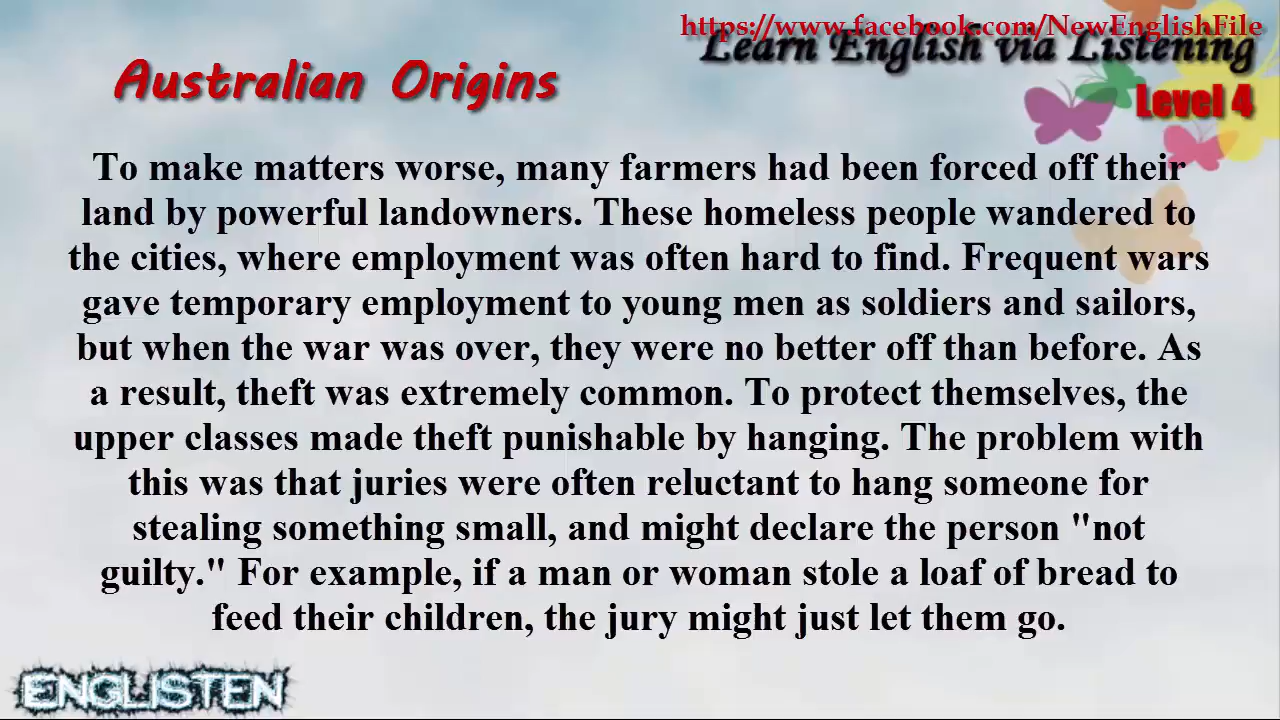 https://www.facebook.com/NewEnglishFile
Learn English via Listening
Australian Origins
Level 4
To make matters worse, many farmers had been forced off their
land by powerful landowners. These homeless people wandered to
the cities, where employment was often hard to find. Frequent wars
gave temporary employment to young men as soldiers and sailors,
but when the war was over, they were no better off than before. As
a result, theft was extremely common. To protect themselves, the
upper classes made theft punishable by hanging. The problem with
this was that juries were often reluctant to hang someone for
stealing something small, and might declare the person "not
guilty." For example, if a man or woman stole a loaf of bread to
feed their children, the jury might just let them go.
ENGLISTEN